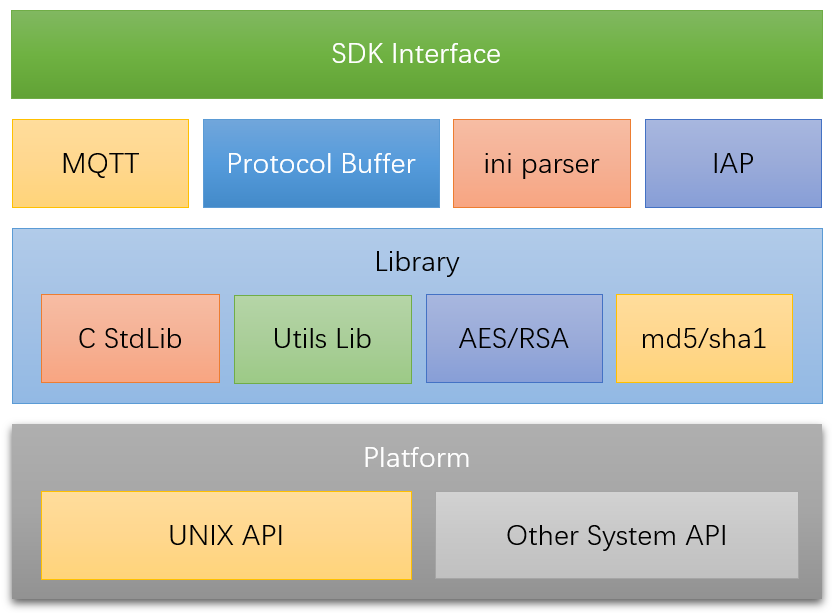 SDK Interface
MQTT
Protocol Buffer
ini parser
IAP
Library
C StdLib
Utils Lib
AES/RSA
md5/sha1
Platform
UNIX API
Other System API